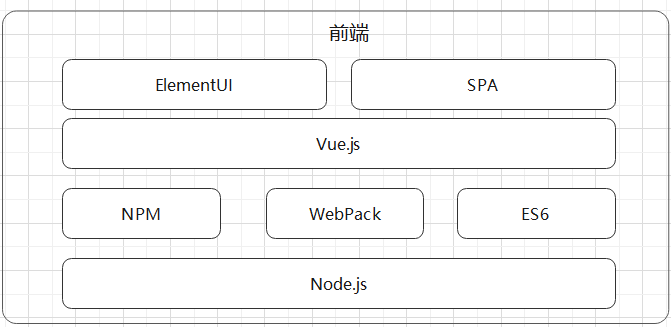 前端
ElementUI
SPA
Vue.js
NPM
WebPack
ES6
Node.js